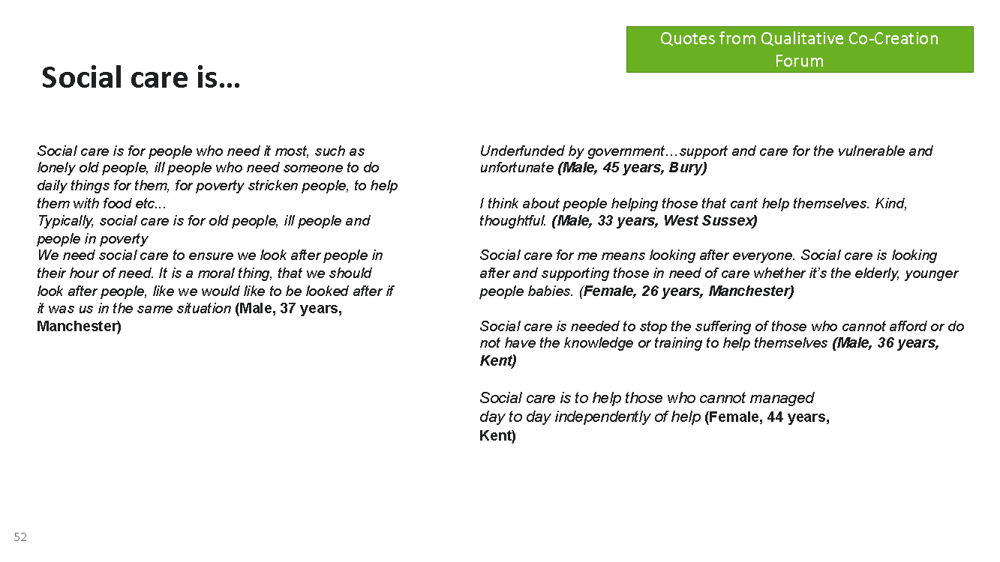 Quotes from Qualitative Co-Creation
Forum
Social care is…
Social care is for people who need it most, such as
lonely old people, ill people who need someone to do
daily things for them, for poverty stricken people, to help
them with food etc...
Typically, social care is for old people, ill people and
people in poverty
We need social care to ensure we look after people in
their hour of need. It is a moral thing, that we should
look after people, like we would like to be looked after if
it was us in the same situation (Male, 37 years,
Manchester)
Underfunded by government…support and care for the vulnerable and
unfortunate (Male, 45 years, Bury)
I think about people helping those that cant help themselves. Kind,
thoughtful. (Male, 33 years, West Sussex)
Social care for me means looking after everyone. Social care is looking
after and supporting those in need of care whether it’s the elderly, younger
people babies. (Female, 26 years, Manchester)
Social care is needed to stop the suffering of those who cannot afford or do
not have the knowledge or training to help themselves (Male, 36 years,
Kent)
Social care is to help those who cannot managed
day to day independently of help (Female, 44 years,
Kent)
52